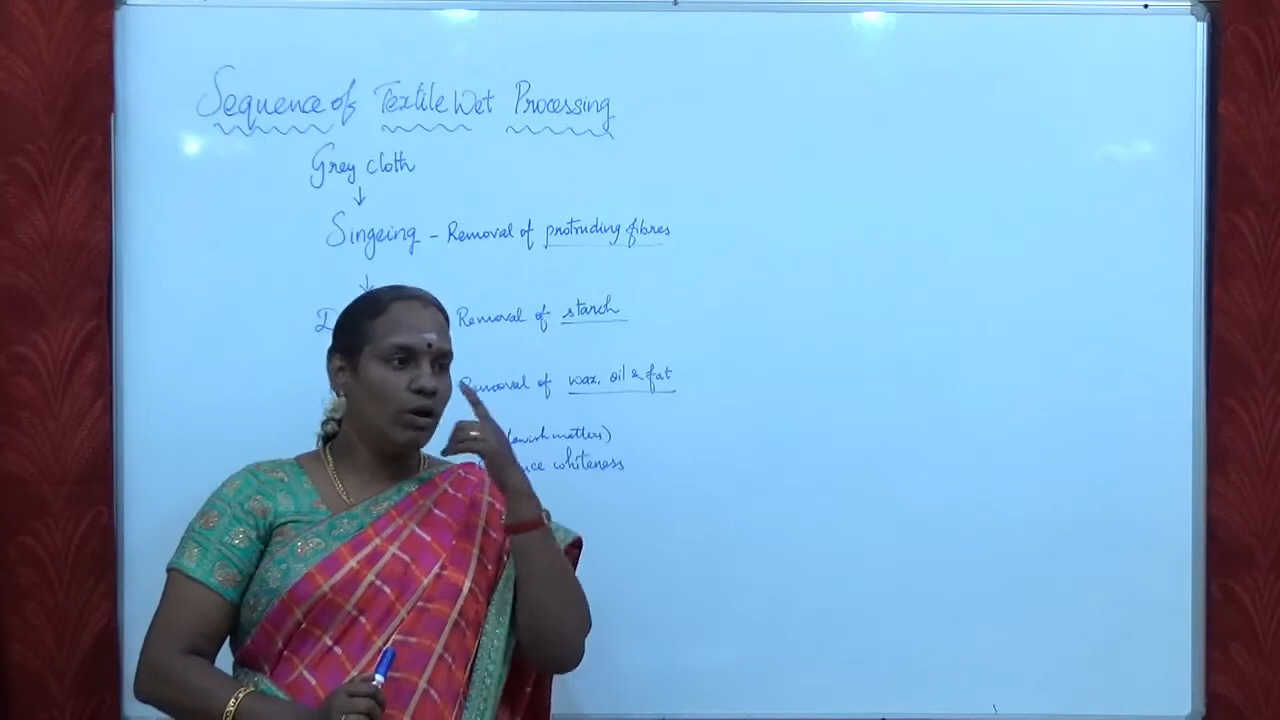 Sequence of Textile Wet Processing
Grey cloth
↓
Singeing - Removal of protruding fibres
↓
Removal of starch
Removal of wax, oil & fat
matters)
whiteness